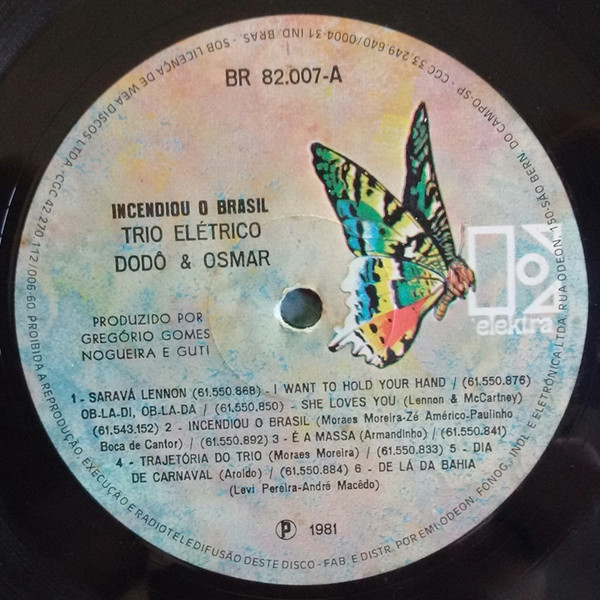 BR 82.007-A
INCENDIOU O BRASIL
TRIO ELÉTRICO
DODÔ & OSMAR
elektra
PRODUZIDO POR
GREGÓRIO GOMES
NOGUEIRA E GUTI
1 - SARAVÁ LENNON (61.550.868) - I WANT TO HOLD YOUR HAND / (61.550.876)
OB-LA-DI, OB-LA-DA / (61.550.850) - SHE LOVES YOU (Lennon & McCartney)
(61.543.152) 2 - INCENDIOU O BRASIL (Moraes Moreira-Zé Américo-Paulinho
Boca de Cantor) / (61.550.892) 3 - É A MASSA (Armandinho) / (61.550.841)
4 - TRAJETÓRIA DO TRIO (Moraes Moreira) / (61.550.833) 5 - DIA
DE CARNAVAL (Aroldo) / (61.550.884) 6 - DE LÁ DA BAHIA
(Levi Pereira-André Macêdo)
Ⓟ 1981
PROIBIDA A REPRODUÇÃO, EXECUÇÃO E RADIOTELEDIFUSÃO DESTE DISCO - FAB. E DISTR. POR EMI-ODEON, FONOG., INDL. E ELETRÔNICA LTDA. RUA ODEON, 150-SÃO BERN. DO CAMPO-SP - CGC 33.249.640/0004-31 IND. BRAS. - SOB LICENÇA DE WEA DISCOS LTDA. - CGC 42.270.112/006.60